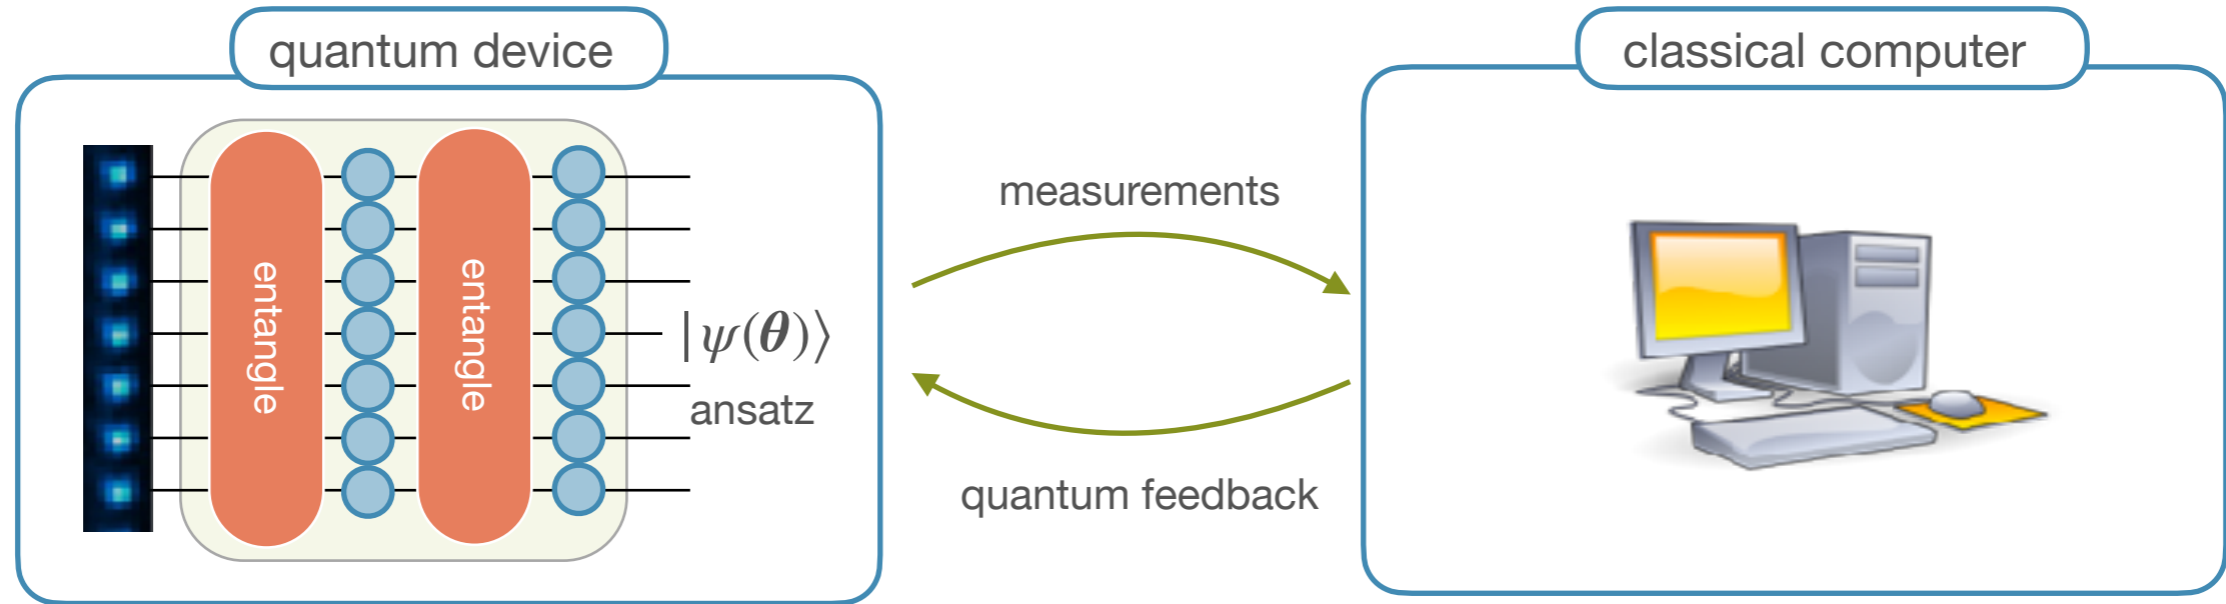 quantum device
classical computer
entangle
entangle
|ψ(θ)⟩
ansatz
measurements
quantum feedback